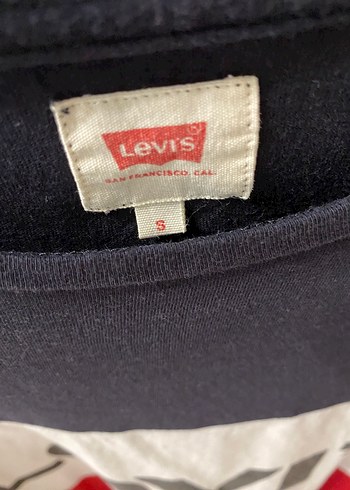 Levi's
SAN FRANCISCO, CAL.
S